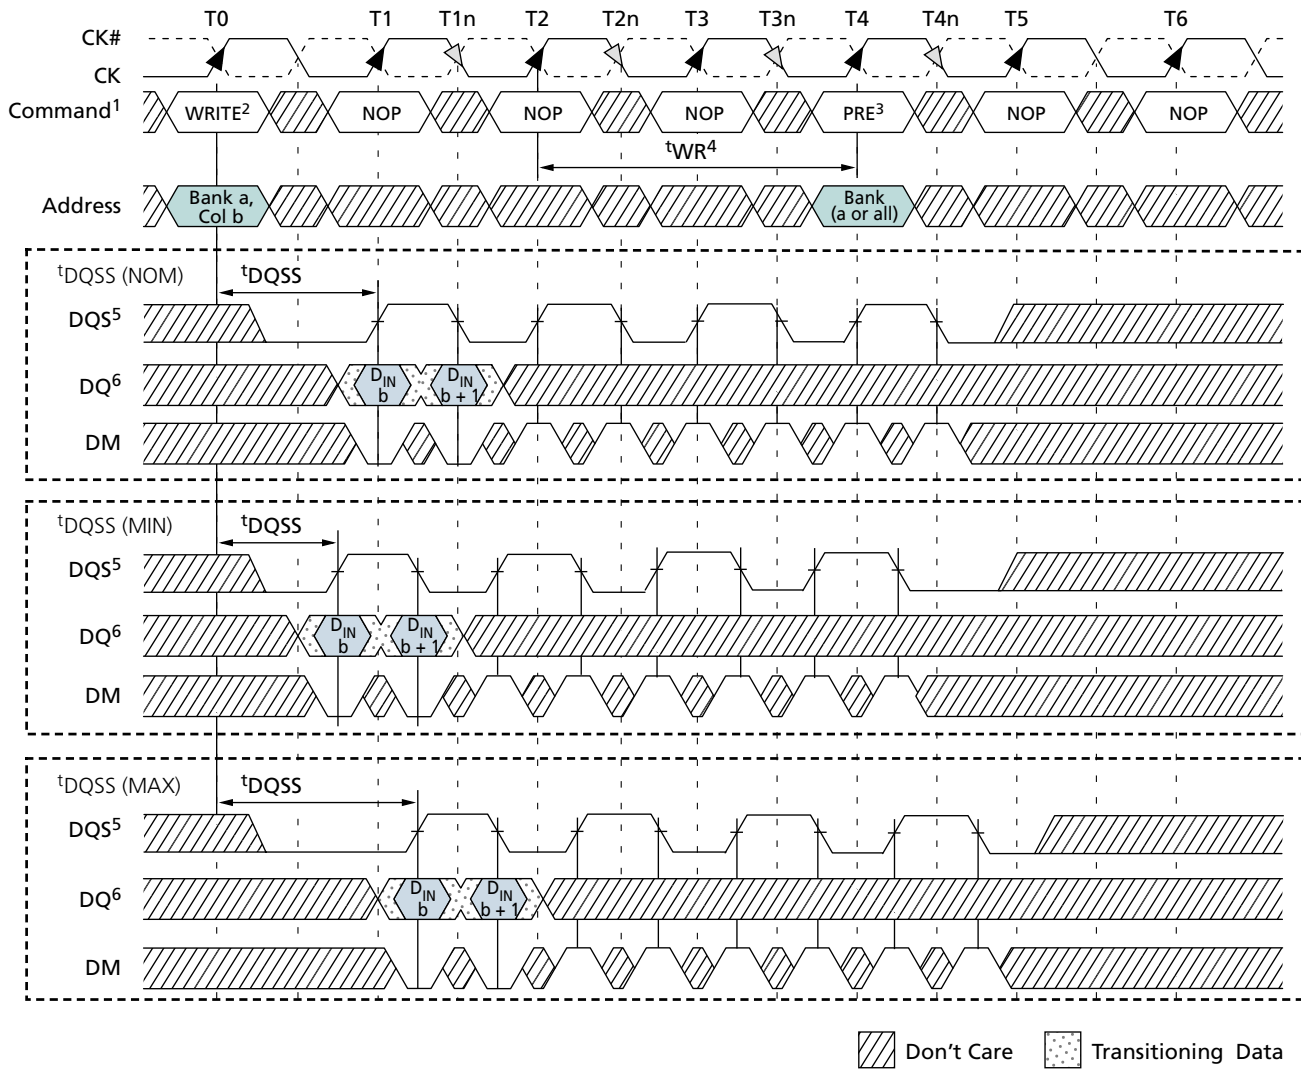 T0 T1 T1n T2 T2n T3 T3n T4 T4n T5 T6
CK#
CK
Command1 WRITE2 NOP NOP NOP PRE3 NOP NOP
tWR4
Address Bank a, Col b Bank (a or all)
tDQSS (NOM) tDQSS
DQS5
DQ6 DIN b DIN b + 1
DM
tDQSS (MIN) tDQSS
DQS5
DQ6 DIN b DIN b + 1
DM
tDQSS (MAX) tDQSS
DQS5
DQ6 DIN b DIN b + 1
DM
Don't Care Transitioning Data